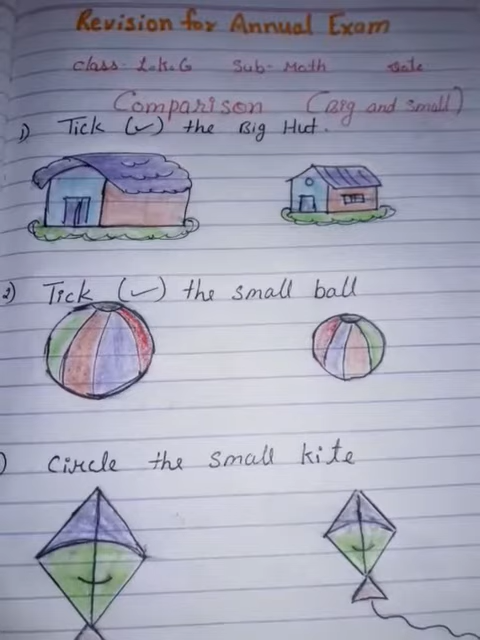 Revision for Annual Exam
Class- L.K.G Sub- Math Date
Comparison (Big and small)
1) Tick (✓) the Big Hut.
2) Tick (✓) the small ball
) Circle the small kite